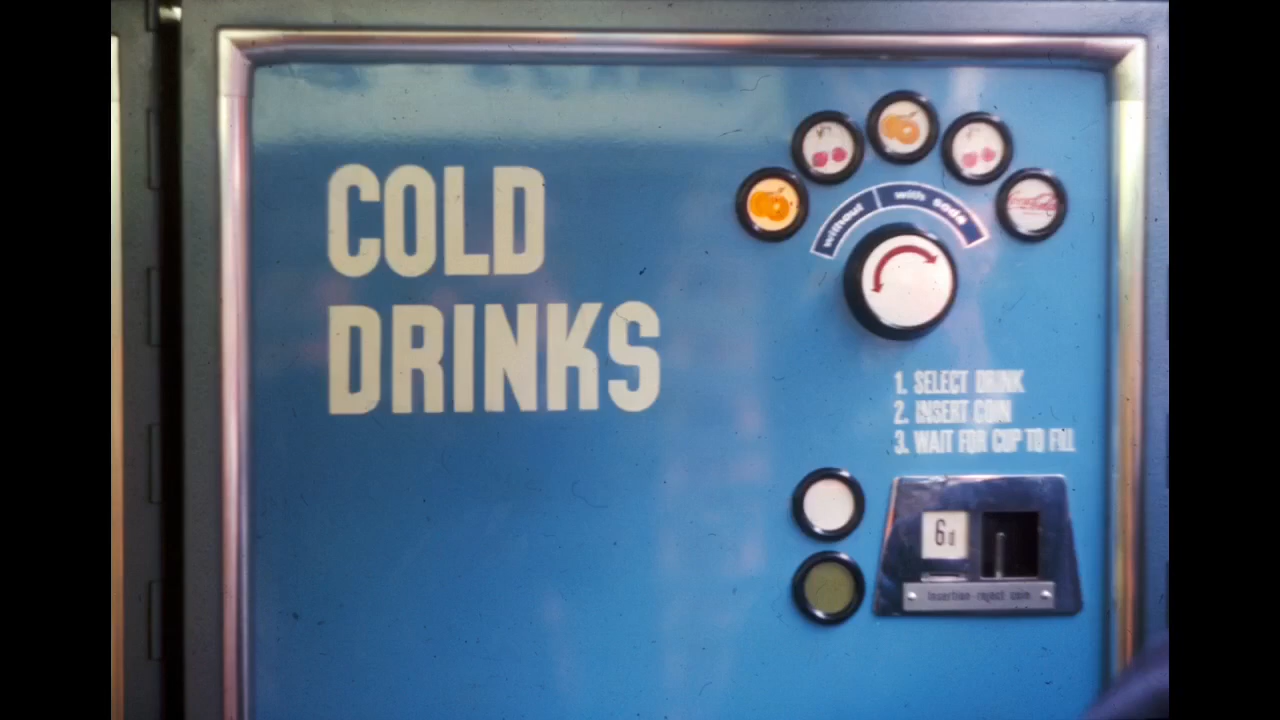 COLD
DRINKS
without
with soda
Coca-Cola
1. SELECT DRINK
2. INSERT COIN
3. WAIT FOR CUP TO FILL
6d
Insertion-reject coin